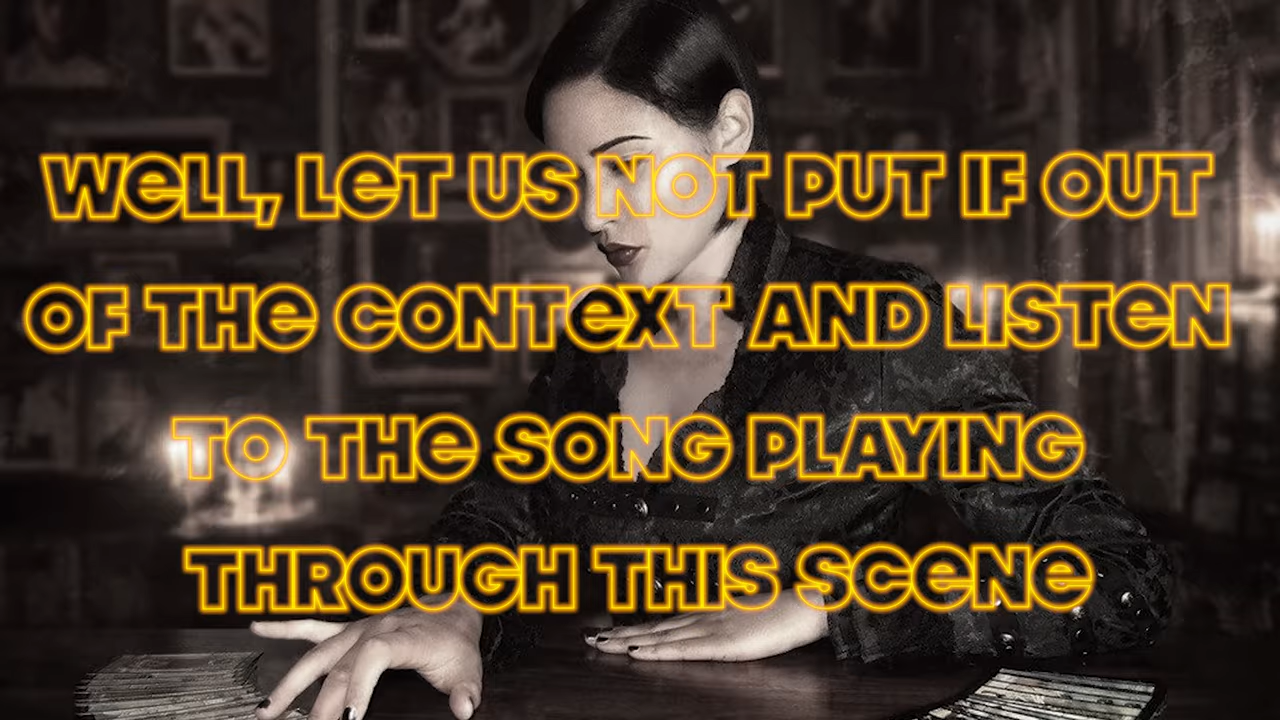 WeLL, LeT US NOT PUT IF OUT
OF THe CONTeXT AND LISTeN
TO THe SONG PLAYING
THROUGH THIS SCeNe